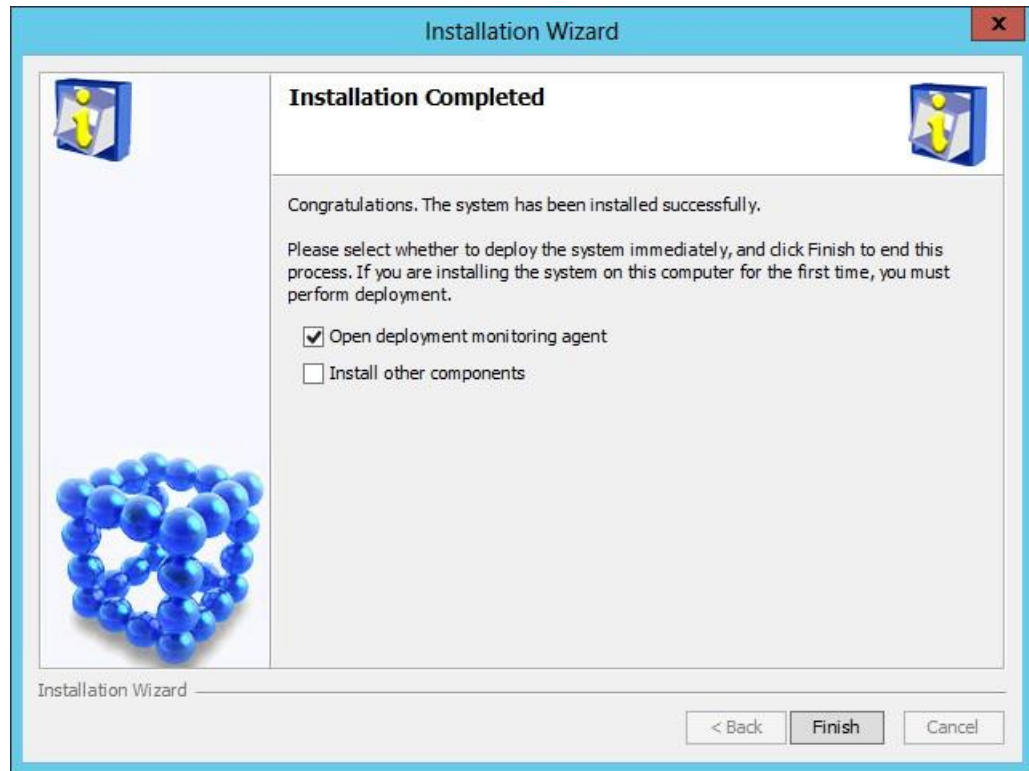 Installation Wizard
x
Installation Completed
Congratulations. The system has been installed successfully.
Please select whether to deploy the system immediately, and click Finish to end this
process. If you are installing the system on this computer for the first time, you must
perform deployment.
Open deployment monitoring agent
Install other components
Installation Wizard
< Back
Finish
Cancel